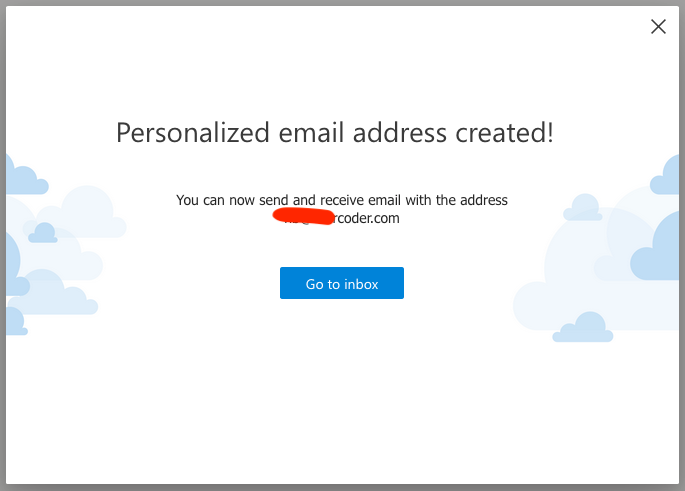 Personalized email address created!
You can now send and receive email with the address
rcoder.com
Go to inbox